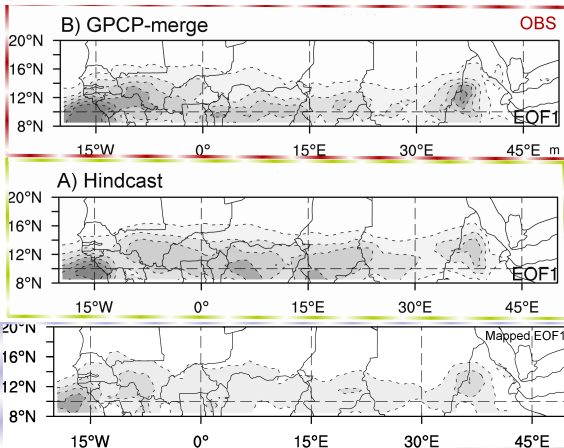 B) GPCP-merge OBS
20°N
16°N
12°N
8°N
EOF1
15°W 0° 15°E 30°E 45°E m
A) Hindcast
20°N
16°N
12°N
8°N
EOF1
15°W 0° 15°E 30°E 45°E
20°N Mapped EOF1
16°N
12°N
8°N
15°W 0° 15°E 30°E 45°E